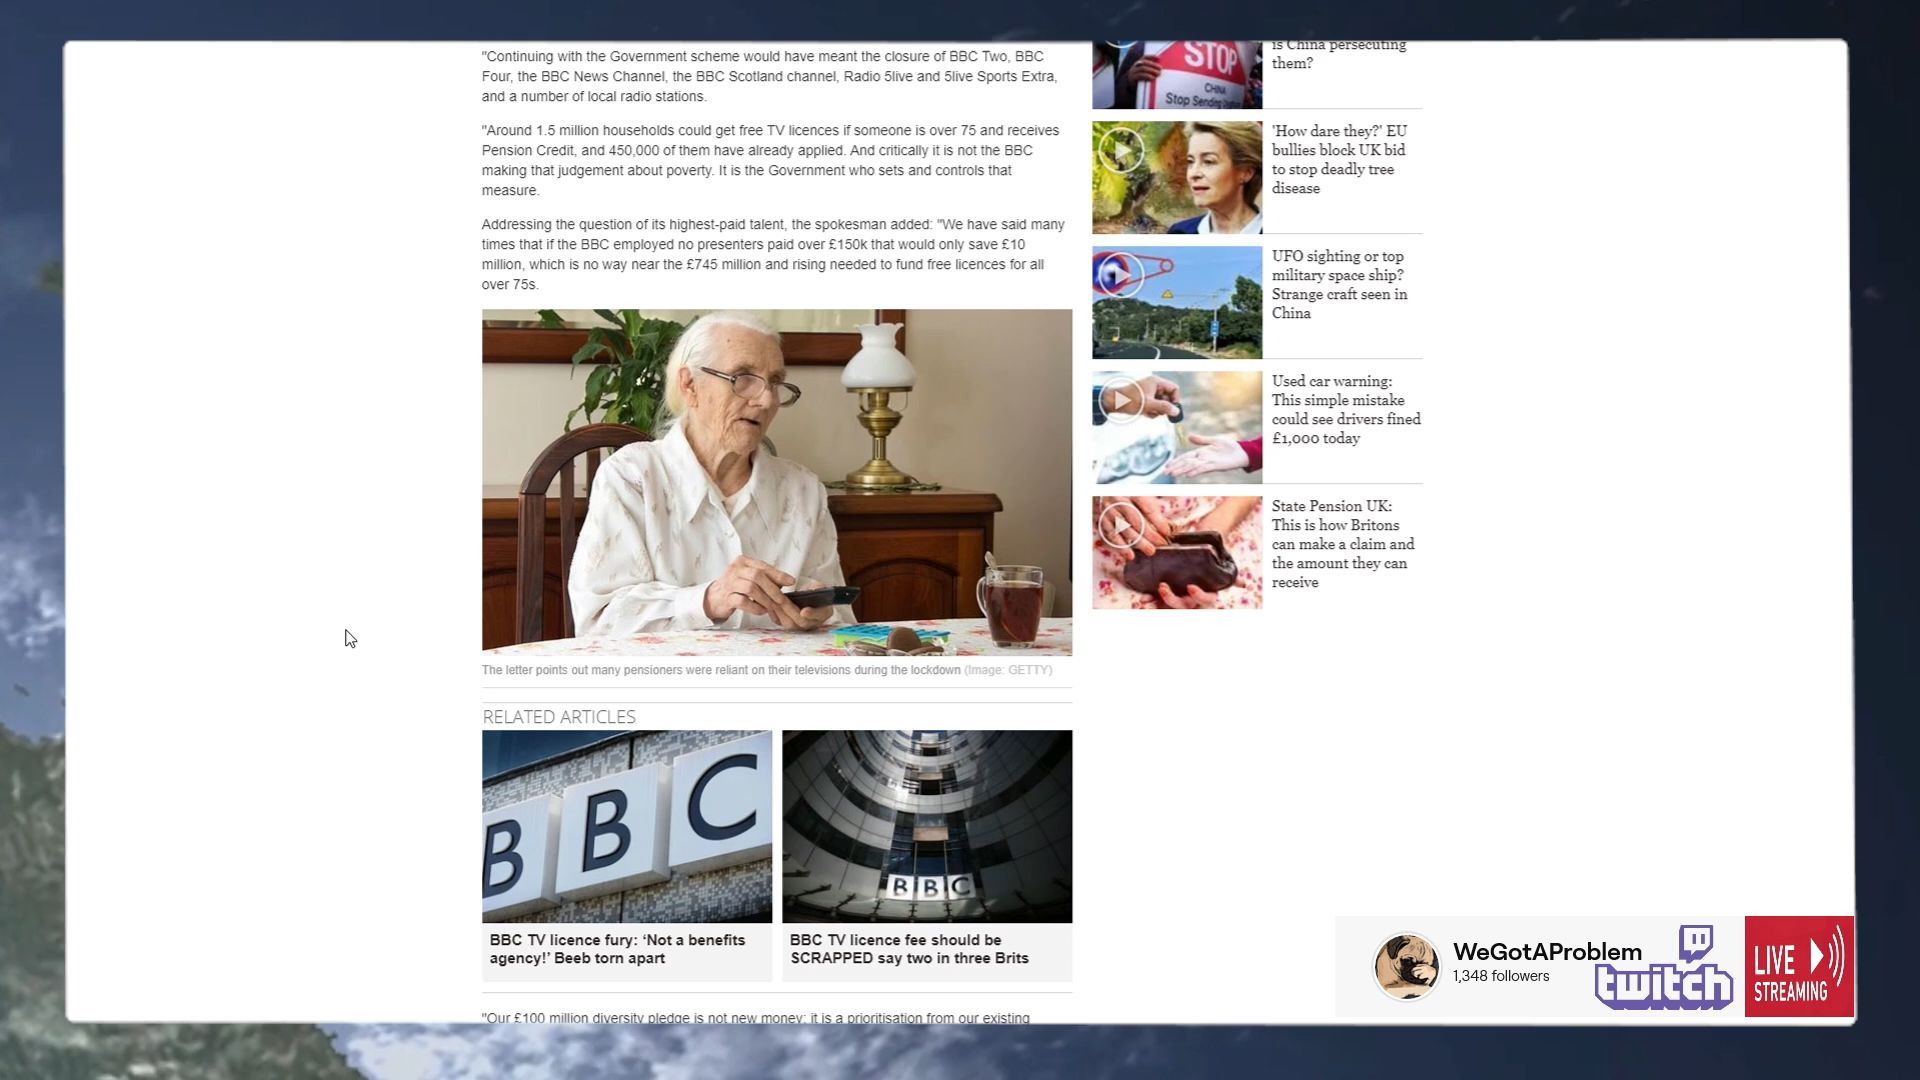 "Continuing with the Government scheme would have meant the closure of BBC Two, BBC
Four, the BBC News Channel, the BBC Scotland channel, Radio 5live and 5live Sports Extra,
and a number of local radio stations.
"Around 1.5 million households could get free TV licences if someone is over 75 and receives
Pension Credit, and 450,000 of them have already applied. And critically it is not the BBC
making that judgement about poverty. It is the Government who sets and controls that
measure.
Addressing the question of its highest-paid talent, the spokesman added: "We have said many
times that if the BBC employed no presenters paid over £150k that would only save £10
million, which is no way near the £745 million and rising needed to fund free licences for all
over 75s.
The letter points out many pensioners were reliant on their televisions during the lockdown (Image: GETTY)
RELATED ARTICLES
BBC
BBC
BBC TV licence fury: ‘Not a benefits
agency!’ Beeb torn apart
BBC TV licence fee should be
SCRAPPED say two in three Brits
"Our £100 million diversity pledge is not new money; it is a prioritisation from our existing
STOP
CHINA
Stop Sending
is China persecuting
them?
'How dare they?' EU
bullies block UK bid
to stop deadly tree
disease
UFO sighting or top
military space ship?
Strange craft seen in
China
Used car warning:
This simple mistake
could see drivers fined
£1,000 today
State Pension UK:
This is how Britons
can make a claim and
the amount they can
receive
WeGotAProblem
1,348 followers
twitch
LIVE
STREAMING